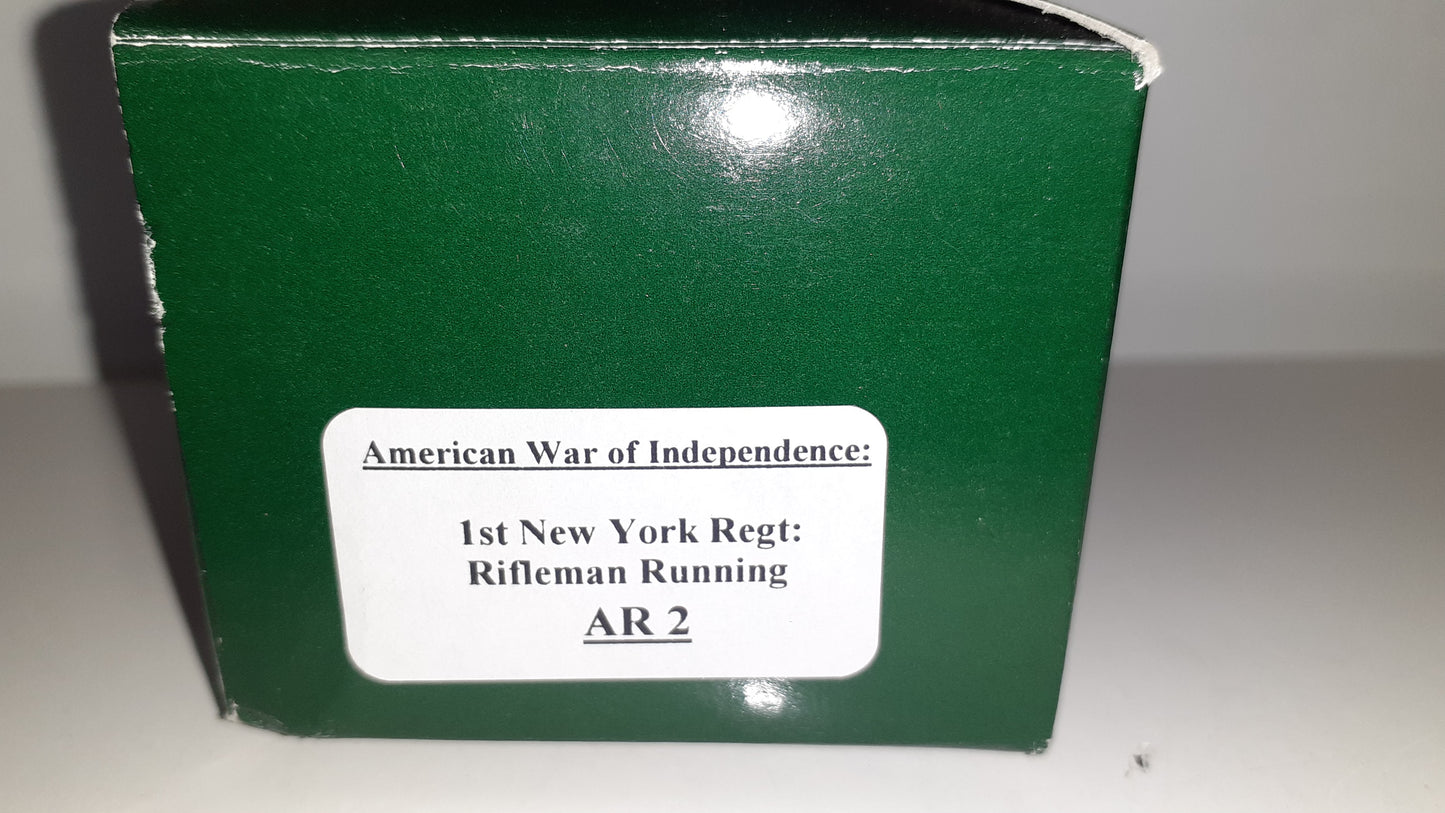 American War of Independence:
1st New York Regt:
Rifleman Running
AR 2